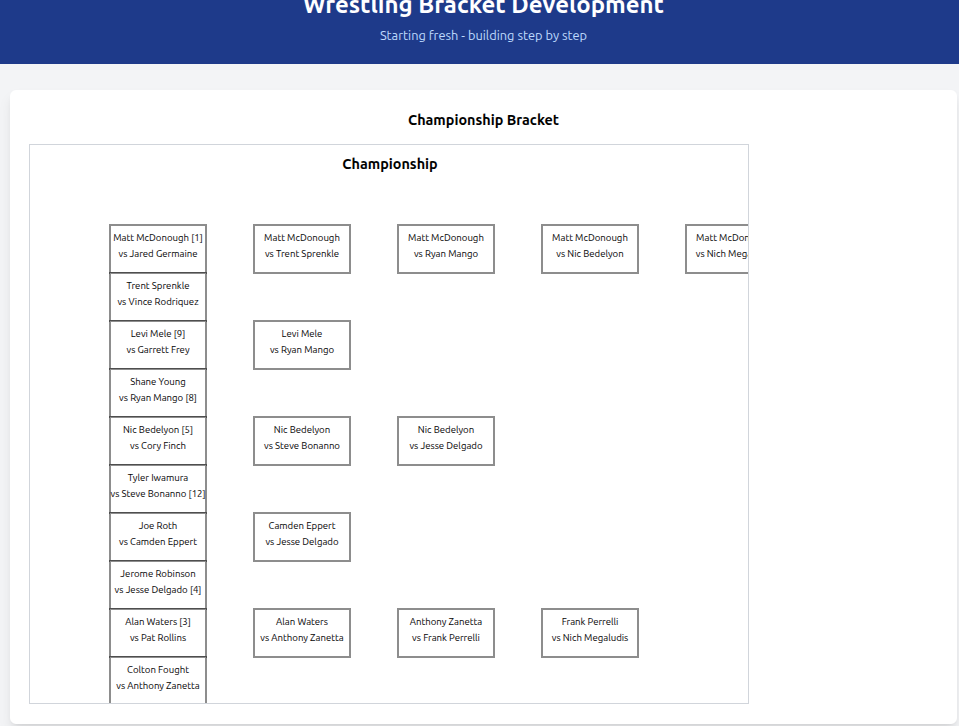 Wrestling Bracket Development
Starting fresh - building step by step
Championship Bracket
Championship
Matt McDonough [1]
vs Jared Germaine
Matt McDonough
vs Trent Sprenkle
Matt McDonough
vs Ryan Mango
Matt McDonough
vs Nic Bedelyon
Matt McDon
vs Nich Mega
Trent Sprenkle
vs Vince Rodriquez
Levi Mele [9]
vs Garrett Frey
Levi Mele
vs Ryan Mango
Shane Young
vs Ryan Mango [8]
Nic Bedelyon [5]
vs Cory Finch
Nic Bedelyon
vs Steve Bonanno
Nic Bedelyon
vs Jesse Delgado
Tyler Iwamura
vs Steve Bonanno [12]
Joe Roth
vs Camden Eppert
Camden Eppert
vs Jesse Delgado
Jerome Robinson
vs Jesse Delgado [4]
Alan Waters [3]
vs Pat Rollins
Alan Waters
vs Anthony Zanetta
Anthony Zanetta
vs Frank Perrelli
Frank Perrelli
vs Nich Megaludis
Colton Fought
vs Anthony Zanetta